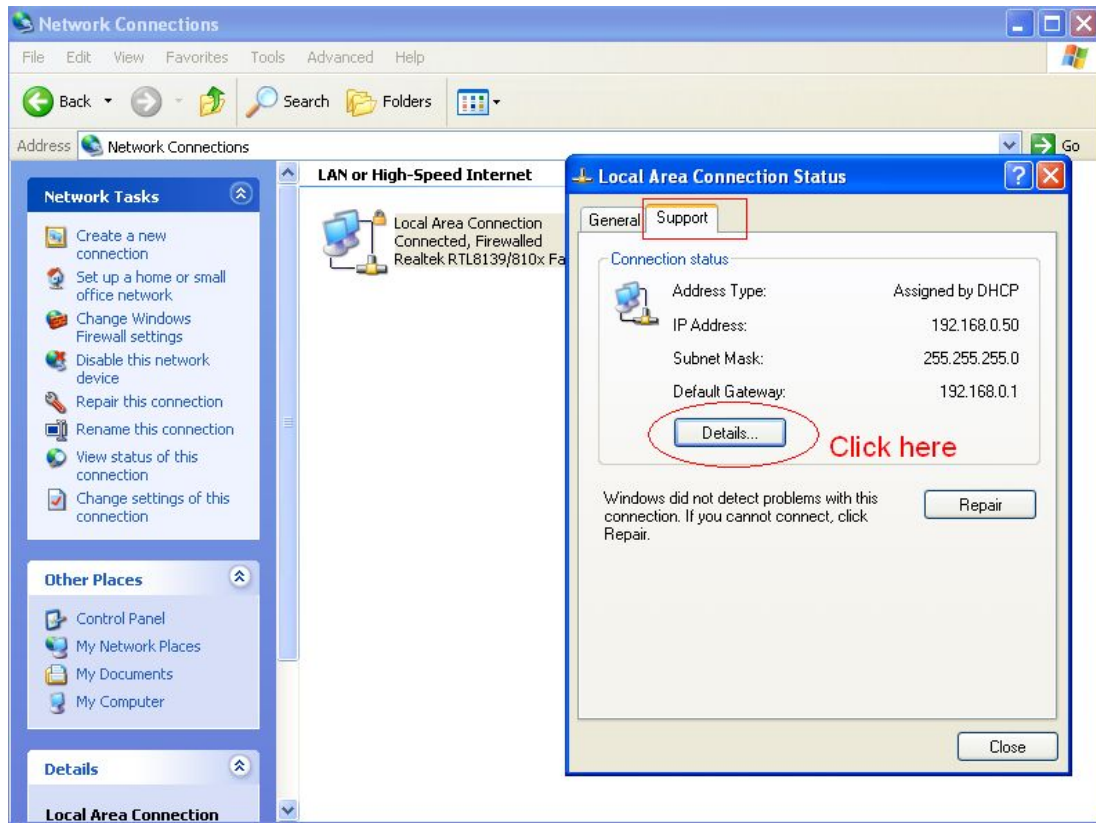 Network Connections
File Edit View Favorites Tools Advanced Help
Back Search Folders
Address Network Connections Go
Network Tasks
Create a new
connection
Set up a home or small
office network
Change Windows
Firewall settings
Disable this network
device
Repair this connection
Rename this connection
View status of this
connection
Change settings of this
connection
Other Places
Control Panel
My Network Places
My Documents
My Computer
Details
Local Area Connection
LAN or High-Speed Internet
Local Area Connection
Connected, Firewalled
Realtek RTL8139/810x Fa
Local Area Connection Status
General Support
Connection status
Address Type: Assigned by DHCP
IP Address: 192.168.0.50
Subnet Mask: 255.255.255.0
Default Gateway: 192.168.0.1
Details...
Click here
Windows did not detect problems with this
connection. If you cannot connect, click
Repair.
Repair
Close